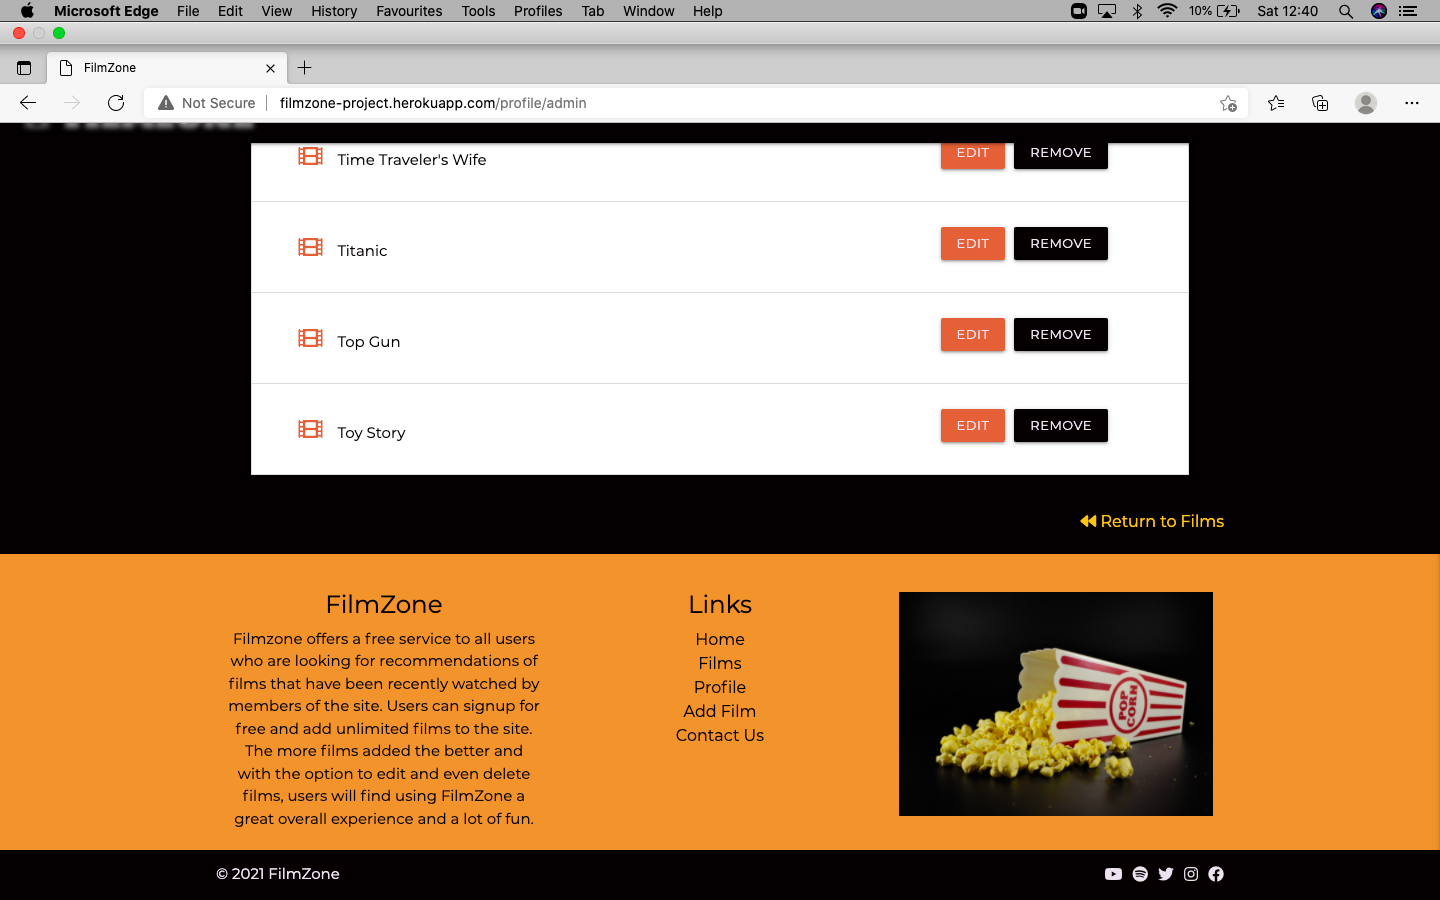 Microsoft Edge File Edit View History Favourites Tools Profiles Tab Window Help 10% Sat 12:40
FilmZone
Not Secure filmzone-project.herokuapp.com/profile/admin
Time Traveler's Wife EDIT REMOVE
Titanic EDIT REMOVE
Top Gun EDIT REMOVE
Toy Story EDIT REMOVE
Return to Films
FilmZone
Filmzone offers a free service to all users
who are looking for recommendations of
films that have been recently watched by
members of the site. Users can signup for
free and add unlimited films to the site.
The more films added the better and
with the option to edit and even delete
films, users will find using FilmZone a
great overall experience and a lot of fun.
Links
Home
Films
Profile
Add Film
Contact Us
POP
CORN
© 2021 FilmZone